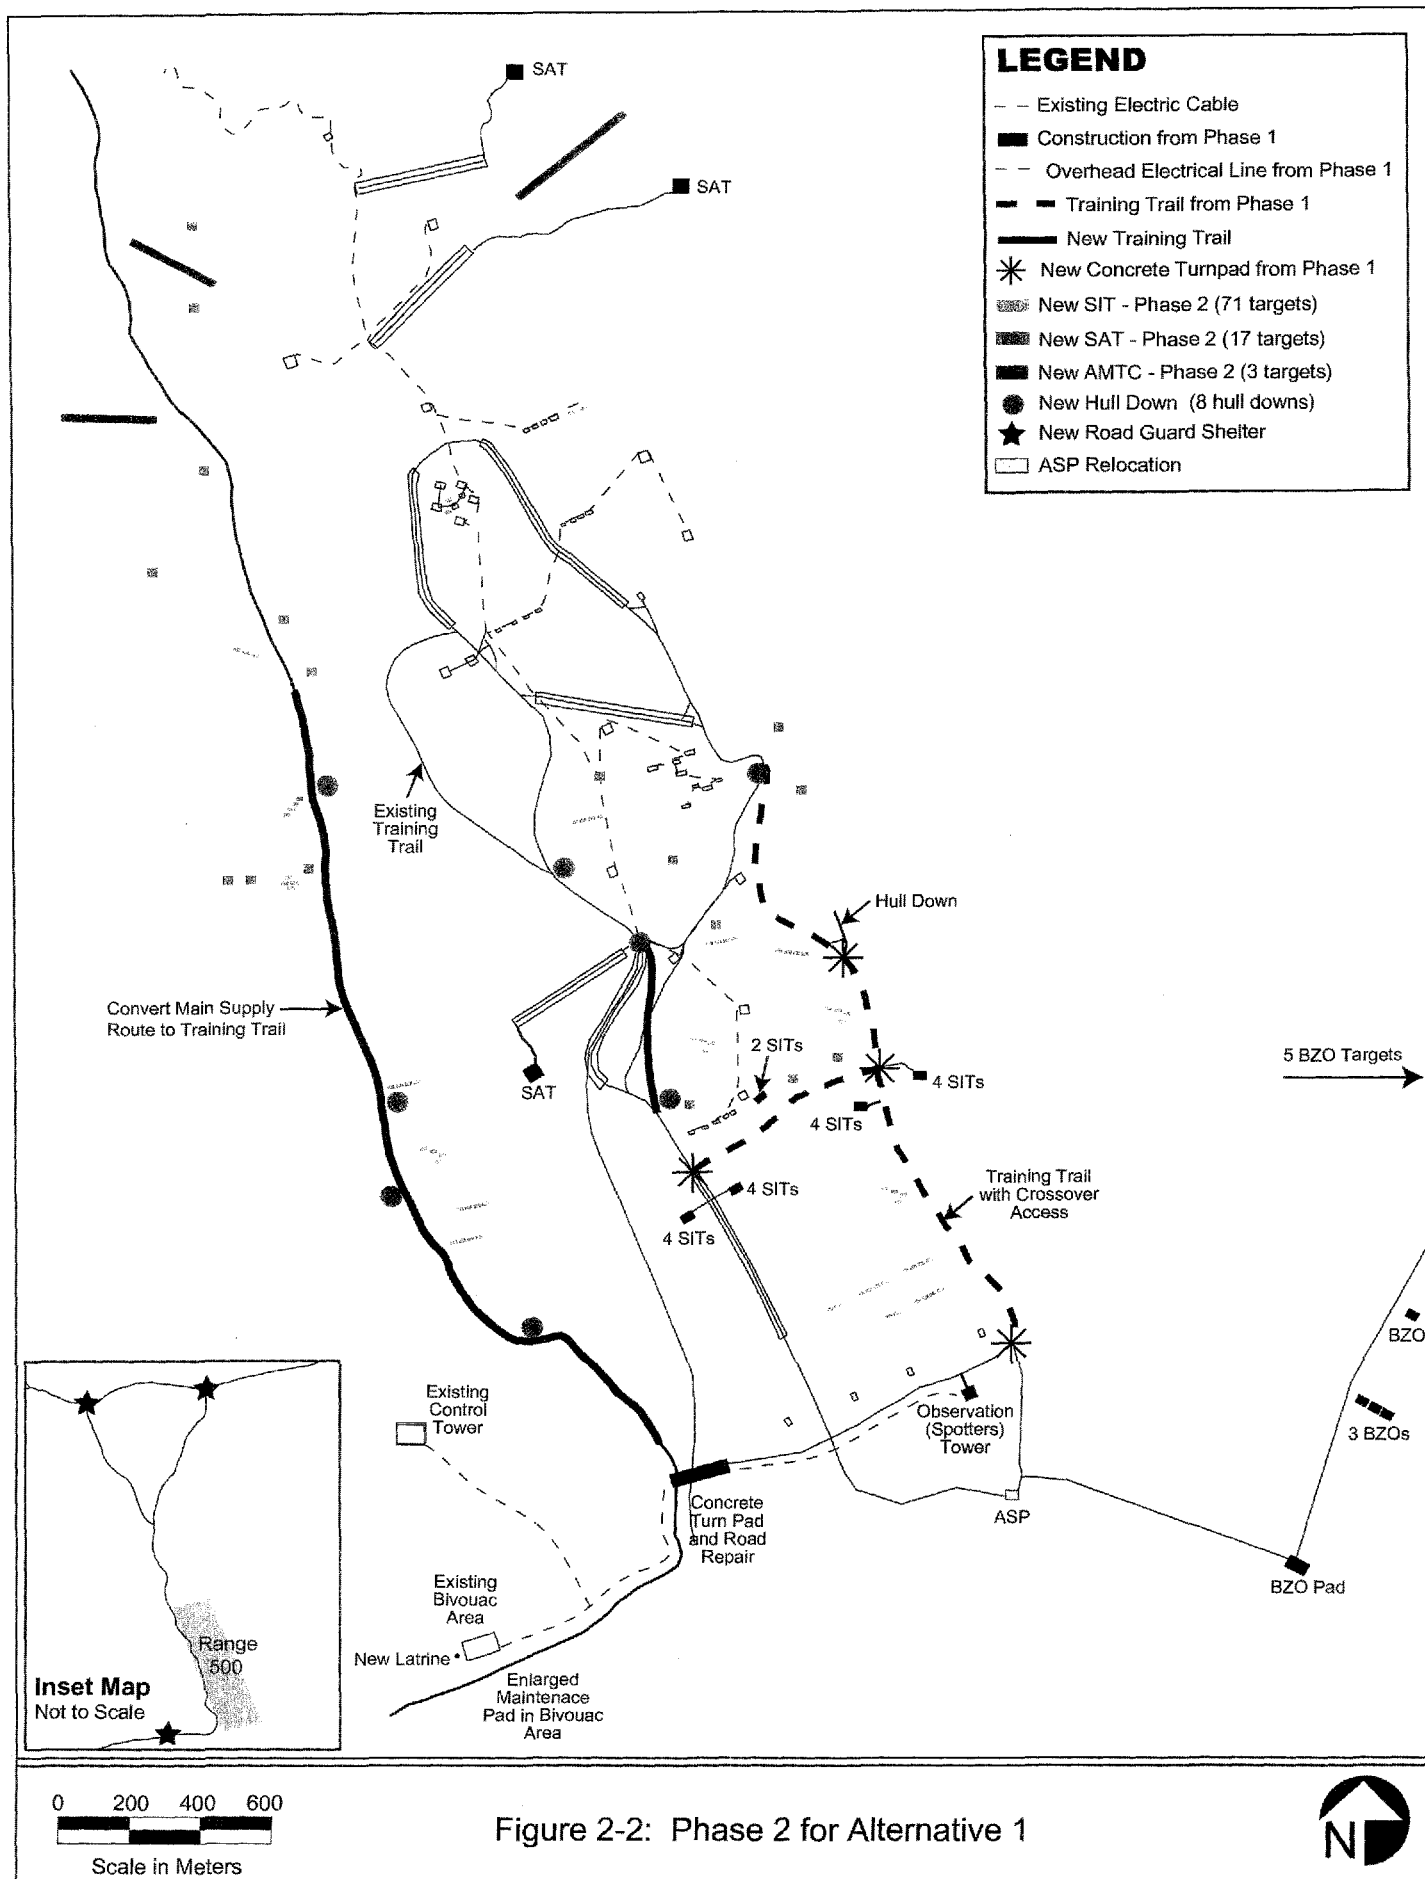 SAT
SAT
LEGEND
Existing Electric Cable
Construction from Phase 1
Overhead Electrical Line from Phase 1
Training Trail from Phase 1
New Training Trail
New Concrete Turnpad from Phase 1
New SIT - Phase 2 (71 targets)
New SAT - Phase 2 (17 targets)
New AMTC - Phase 2 (3 targets)
New Hull Down (8 hull downs)
New Road Guard Shelter
ASP Relocation
Existing
Training
Trail
Hull Down
Convert Main Supply
Route to Training Trail
SAT
2 SITs
4 SITs
4 SITs
5 BZO Targets
4 SITs
4 SITs
Training Trail
with Crossover
Access
BZO
3 BZOs
Observation
(Spotters)
Tower
Existing
Control
Tower
Concrete
Turn Pad
and Road
Repair
ASP
BZO Pad
Existing
Bivouac
Area
New Latrine
Enlarged
Maintenace
Pad in Bivouac
Area
Range
500
Inset Map
Not to Scale
0 200 400 600
Scale in Meters
Figure 2-2: Phase 2 for Alternative 1
N